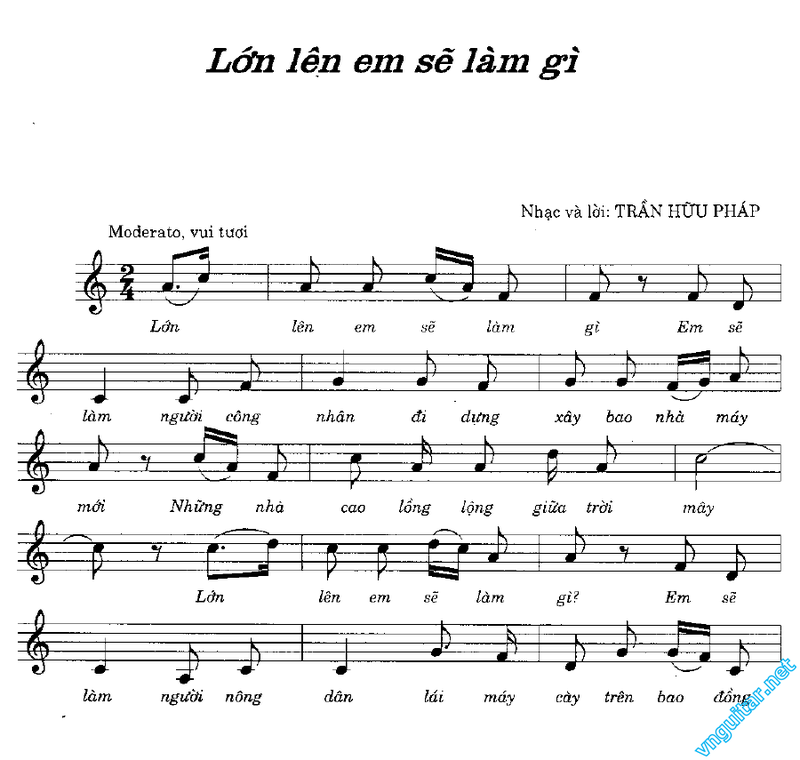 Lớn lên em sẽ làm gì
Nhạc và lời: TRẦN HỮU PHÁP
Moderato, vui tươi
2
4
Lớn lên em sẽ làm gì Em sẽ
làm người công nhân đi dựng xây bao nhà máy
mới Những nhà cao lồng lộng giữa trời mây
Lớn lên em sẽ làm gì? Em sẽ
làm người nông dân lái máy cày trên bao đồng
vnguitar.net